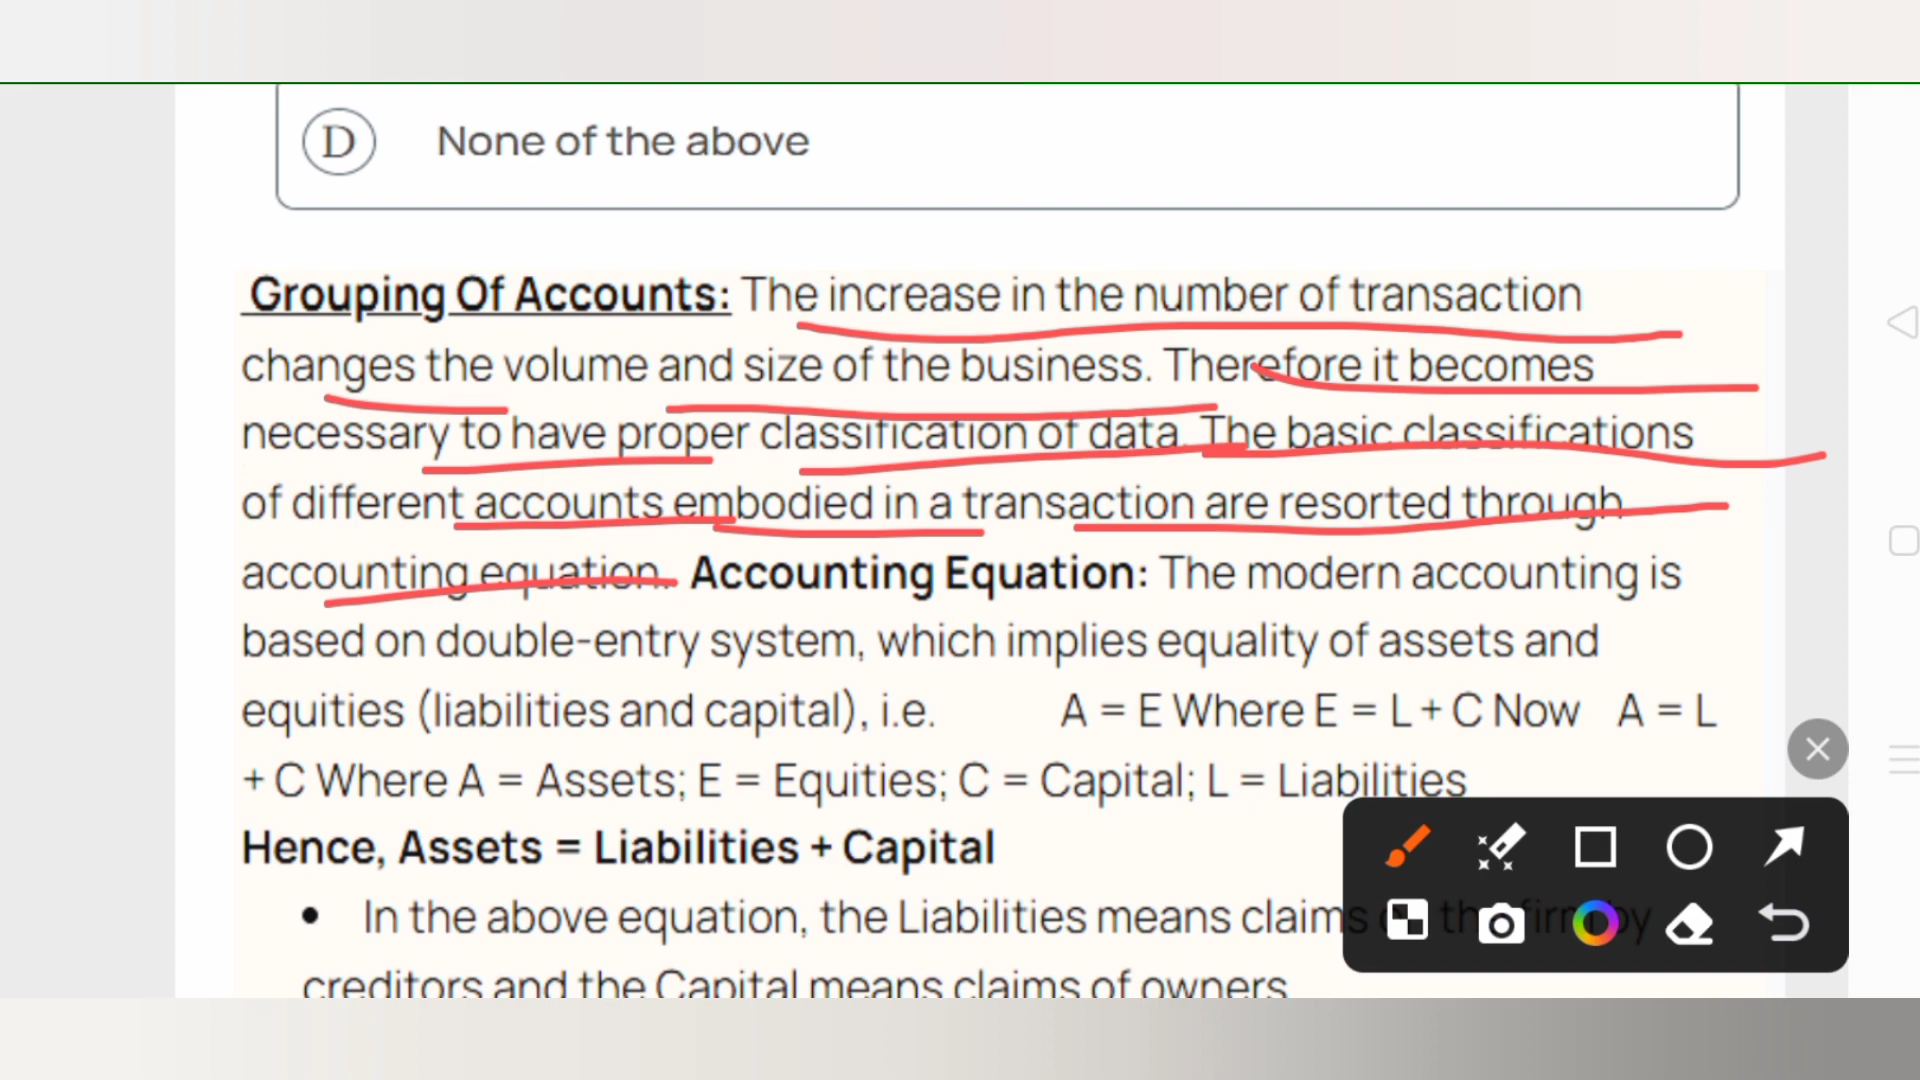 D None of the above
Grouping Of Accounts: The increase in the number of transaction
changes the volume and size of the business. Therefore it becomes
necessary to have proper classification of data. The basic classifications
of different accounts embodied in a transaction are resorted through
accounting equation. Accounting Equation: The modern accounting is
based on double-entry system, which implies equality of assets and
equities (liabilities and capital), i.e. A = E Where E = L + C Now A = L
+ C Where A = Assets; E = Equities; C = Capital; L = Liabilities
Hence, Assets = Liabilities + Capital
• In the above equation, the Liabilities means claims firm by
creditors and the Capital means claims of owners